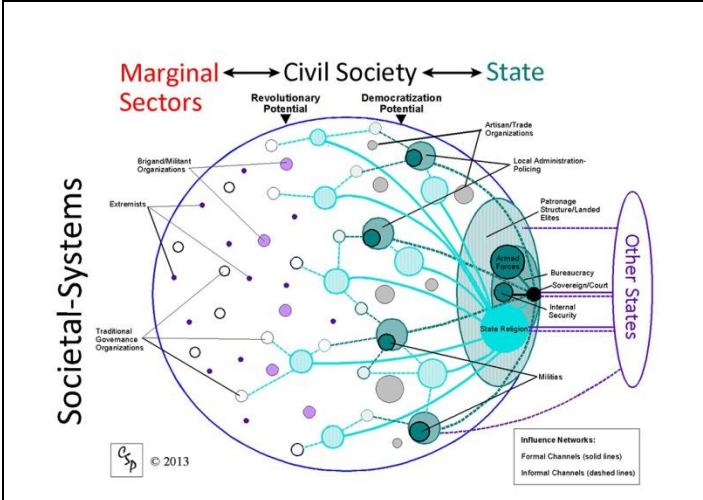 Marginal Sectors
Civil Society
State
Revolutionary
Potential
Democratization
Potential
Artisan/Trade
Organizations
Local Administration-
Policing
Brigand/Militant
Organizations
Extremists
Patronage
Structure/Landed
Elites
Armed
Forces
Bureaucracy
Sovereign/Court
Internal
Security
State Religion
Other States
Societal-Systems
Traditional
Governance
Organizations
Militias
CSP
© 2013
Influence Networks:
Formal Channels (solid lines)
Informal Channels (dashed lines)